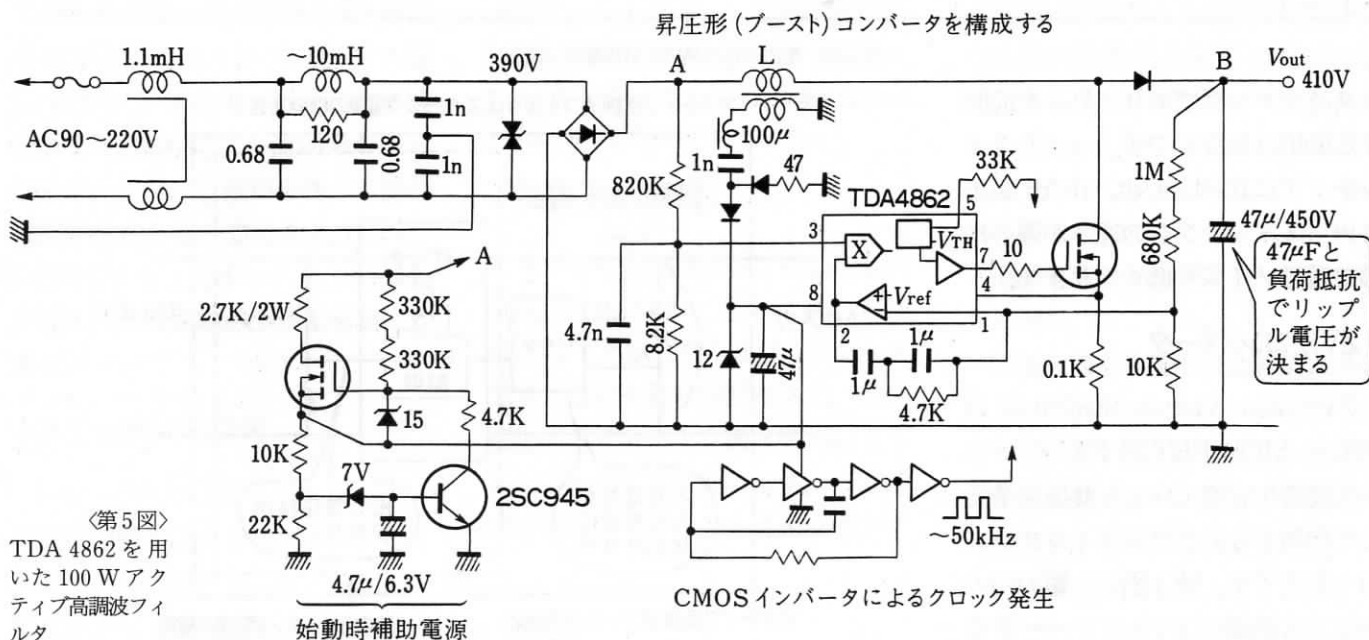 昇圧形(ブースト)コンバータを構成する
1.1mH
～10mH
390V
A
L
B
Vout
410V
AC90～220V
0.68
120
0.68
1n
1n
100μ
1n
47
820K
TDA4862
33K
5
1M
680K
3
X
VTH
7
10
4
8
Vref
1
2
47μ/450V
47μFと
負荷抵抗
でリップ
ル電圧が
決まる
A
2.7K/2W
330K
330K
4.7n
6.2K
12
47μ
1μ
1μ
4.7K
0.1K
10K
15
4.7K
10K
7V
22K
2SC945
4.7μ/6.3V
始動時補助電源
～50kHz
CMOSインバータによるクロック発生
〈第5図〉
TDA 4862を用
いた100 Wアク
ティブ高調波フィ
ルタ